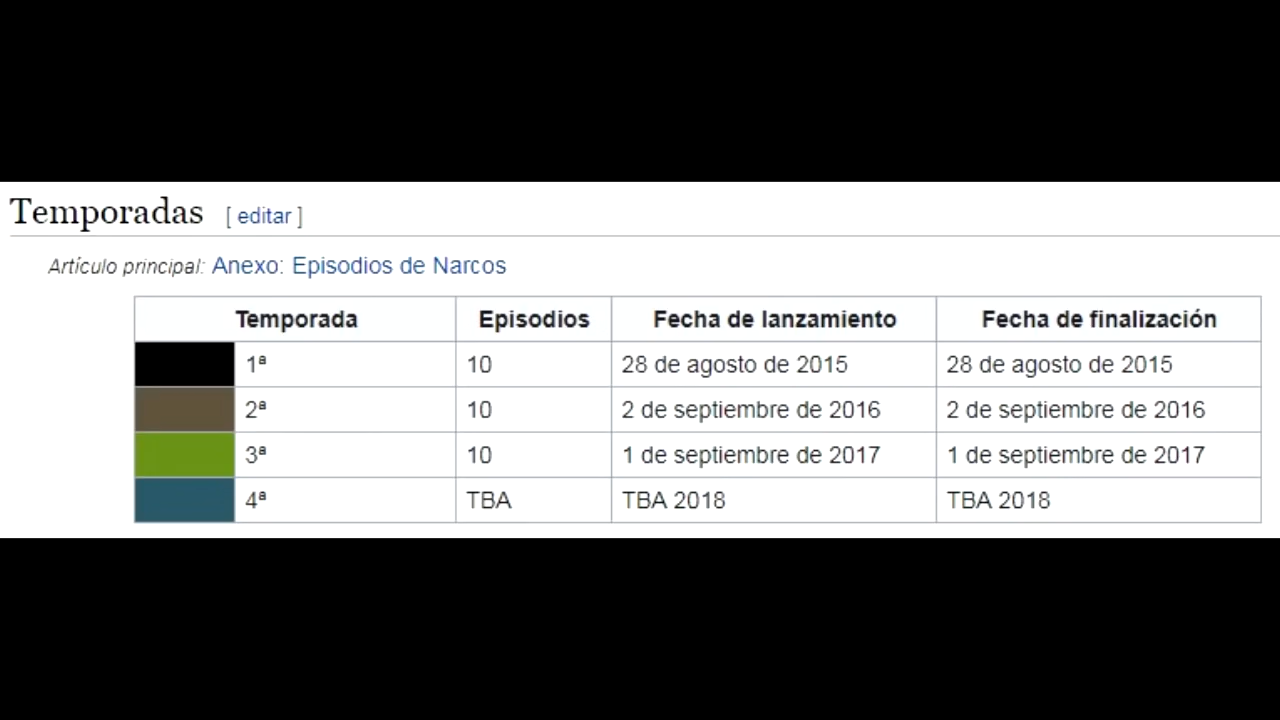 Temporadas [ editar ]
Artículo principal: Anexo: Episodios de Narcos
Temporada Episodios Fecha de lanzamiento Fecha de finalización
1ª 10 28 de agosto de 2015 28 de agosto de 2015
2ª 10 2 de septiembre de 2016 2 de septiembre de 2016
3ª 10 1 de septiembre de 2017 1 de septiembre de 2017
4ª TBA TBA 2018 TBA 2018